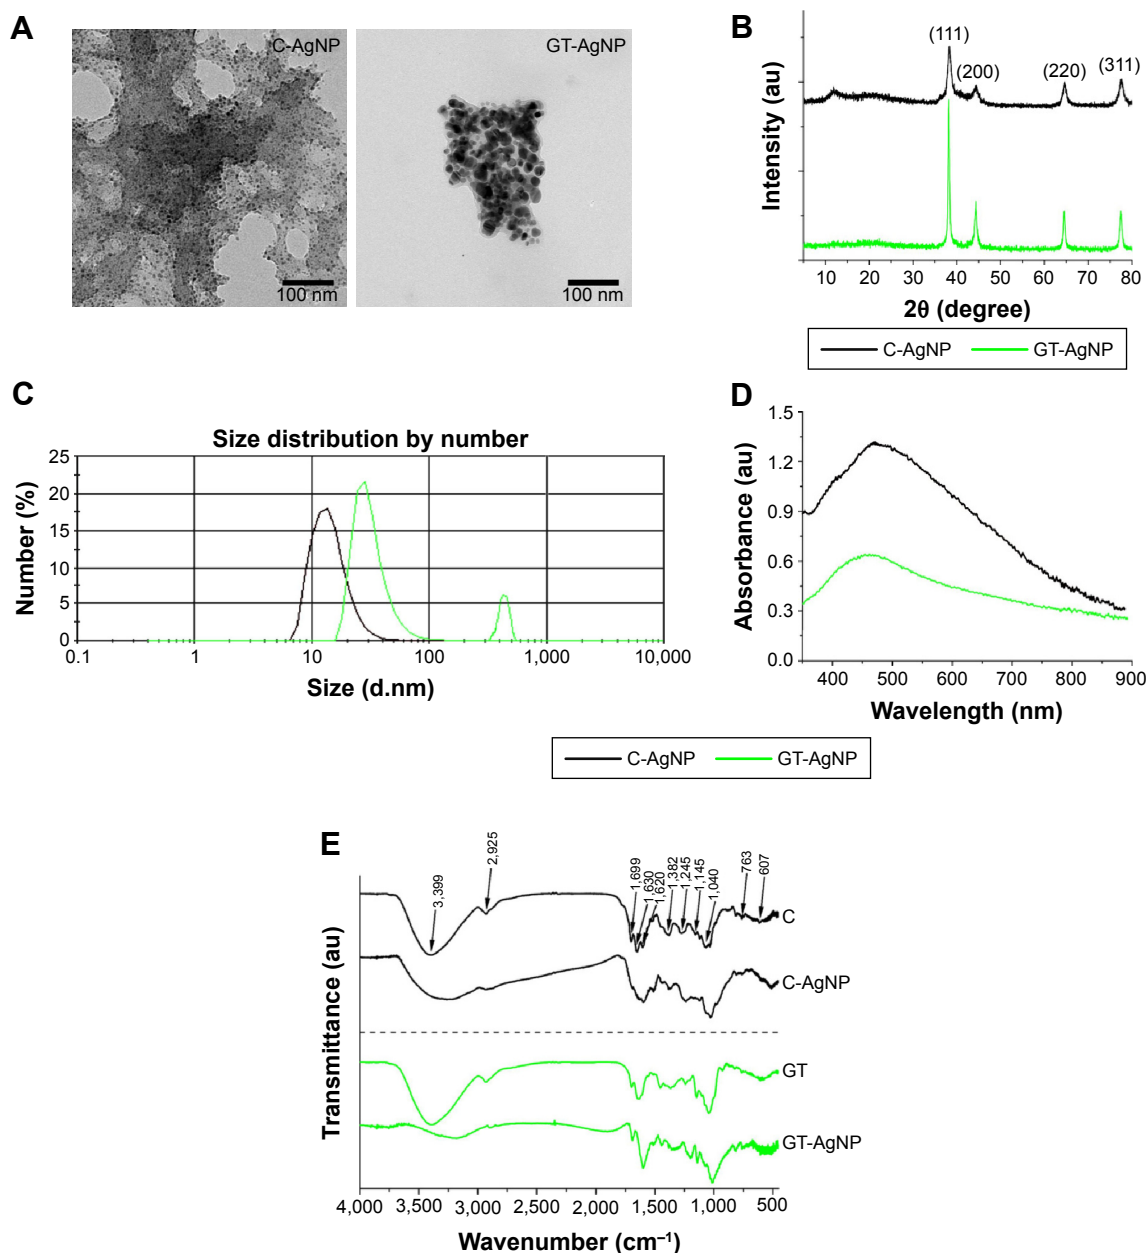 A
C-AgNP
100 nm
GT-AgNP
100 nm
B
Intensity (au)
(111)
(200)
(220)
(311)
10 20 30 40 50 60 70 80
2θ (degree)
C-AgNP GT-AgNP
C
Size distribution by number
Number (%)
25
20
15
10
5
0
0.1 1 10 100 1,000 10,000
Size (d.nm)
D
Absorbance (au)
1.5
1.2
0.9
0.6
0.3
0.0
400 500 600 700 800 900
Wavelength (nm)
C-AgNP GT-AgNP
E
Transmittance (au)
3,399
2,925
1,699
1,630
1,620
1,382
1,245
1,145
1,040
763
607
C
C-AgNP
GT
GT-AgNP
4,000 3,500 3,000 2,500 2,000 1,500 1,000 500
Wavenumber (cm⁻¹)